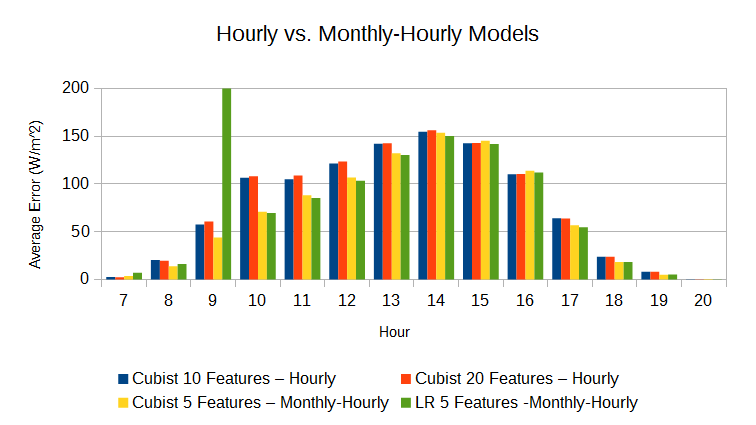 Hourly vs. Monthly-Hourly Models
200
150
100
50
0
Average Error (W/m^2)
7 8 9 10 11 12 13 14 15 16 17 18 19 20
Hour
Cubist 10 Features – Hourly Cubist 20 Features – Hourly
Cubist 5 Features – Monthly-Hourly LR 5 Features -Monthly-Hourly